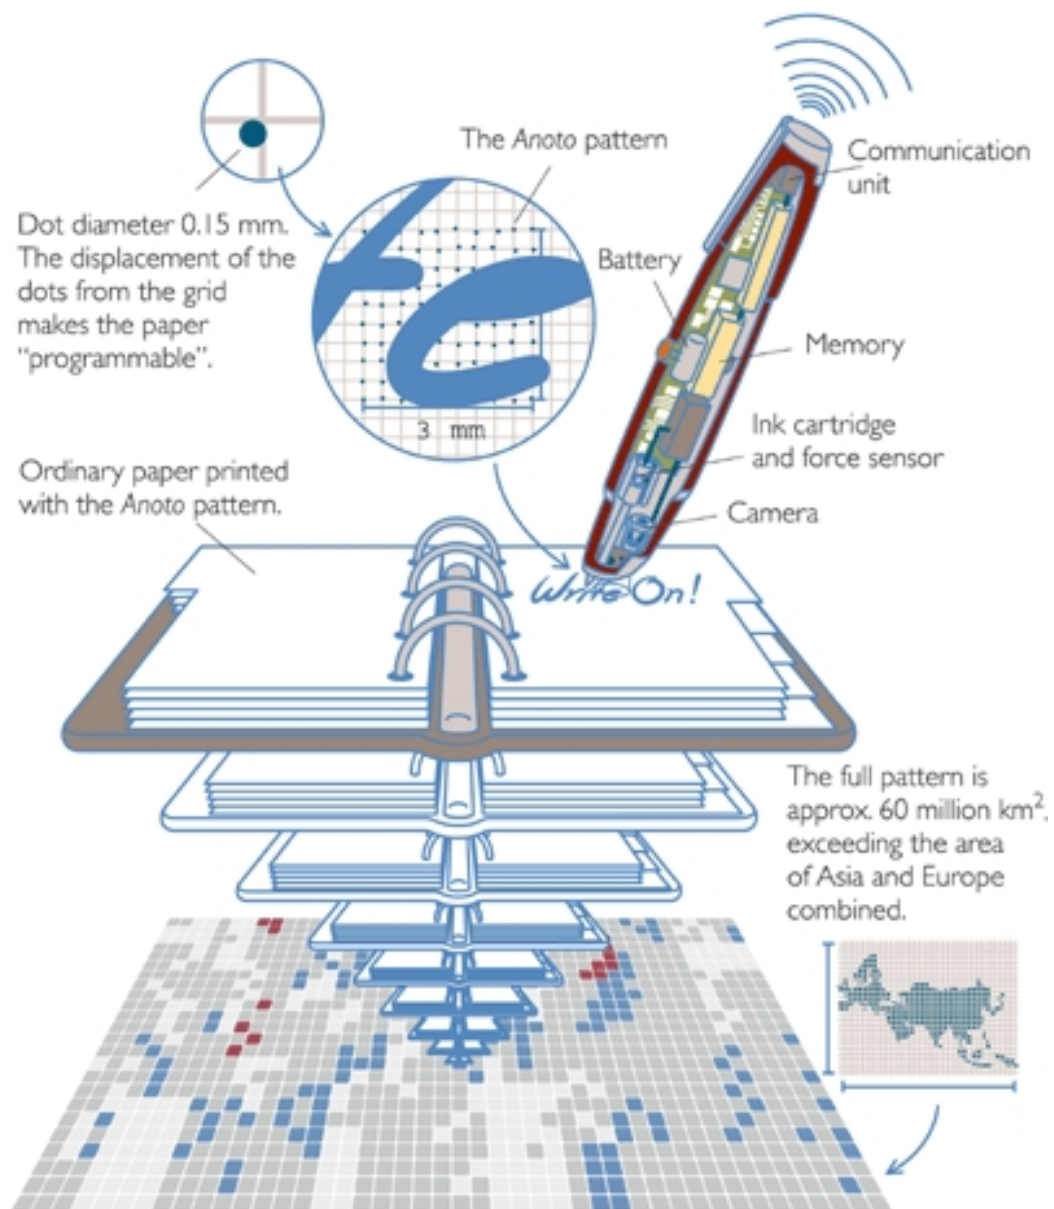 The Anoto pattern
Communication
unit
Dot diameter 0.15 mm.
The displacement of the
dots from the grid
makes the paper
“programmable”.
Battery
Memory
3 mm
Ink cartridge
and force sensor
Ordinary paper printed
with the Anoto pattern.
Camera
Write On!
The full pattern is
approx. 60 million km²,
exceeding the area
of Asia and Europe
combined.